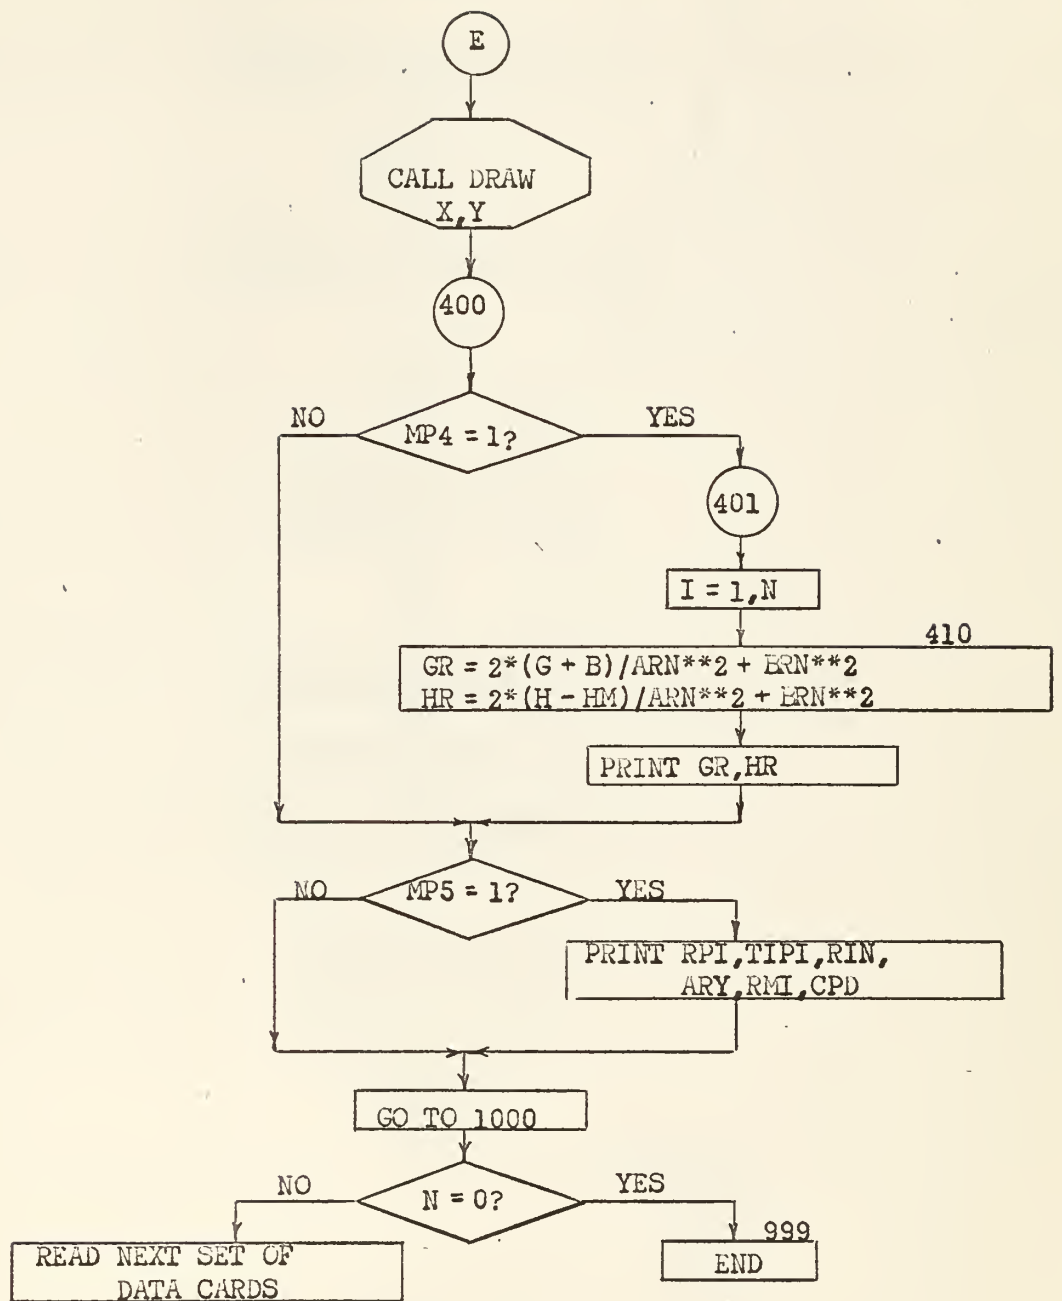 E
CALL DRAW
X,Y
400
NO
MP4 = 1?
YES
401
I = 1,N
410
GR = 2*(G + B)/ARN**2 + BRN**2
HR = 2*(H - HM)/ARN**2 + BRN**2
PRINT GR,HR
NO
MP5 = 1?
YES
PRINT RPI,TIPI,RIN,
ARY,RMI,CPD
GO TO 1000
NO
N = 0?
YES
999
READ NEXT SET OF
DATA CARDS
END